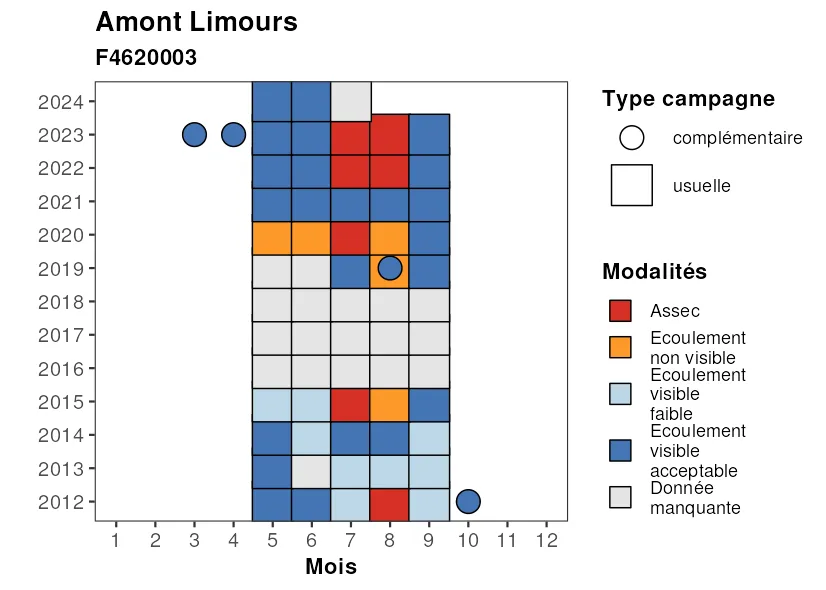 Amont Limours
F4620003
2024
2023
2022
2021
2020
2019
2018
2017
2016
2015
2014
2013
2012
1 2 3 4 5 6 7 8 9 10 11 12
Mois
Type campagne
complémentaire
usuelle
Modalités
Assec
Ecoulement
non visible
Ecoulement
visible
faible
Ecoulement
visible
acceptable
Donnée
manquante